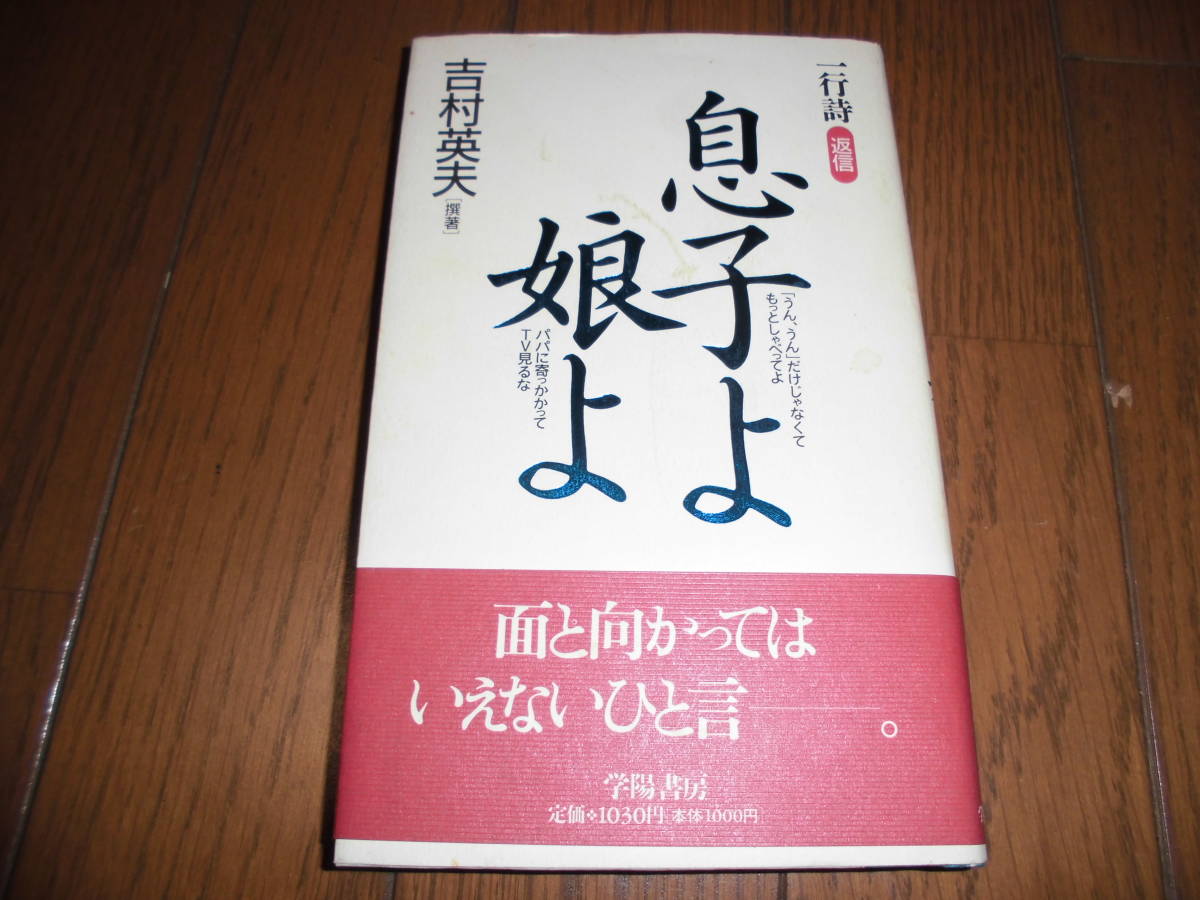 一行詩
返信
息子よ
「うん、うん」だけじゃなくて
もっとしゃべってよ
娘よ
パパに寄っかかって
TV見るな
吉村英夫[撰著]
面と向かっては
いえないひと言――。
学陽書房
定価❖1030円[本体1000円]